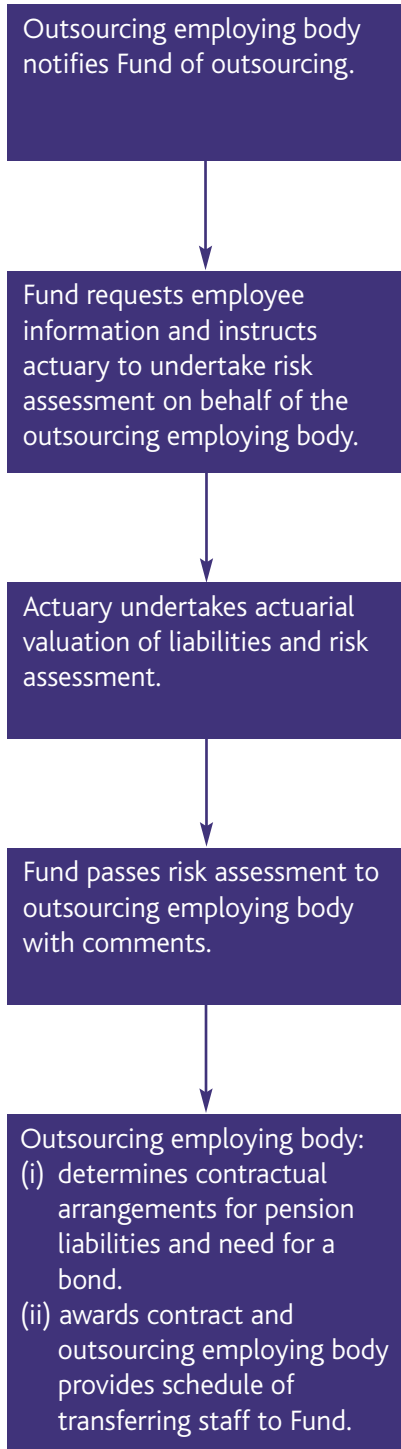 Outsourcing employing body
notifies Fund of outsourcing.
Fund requests employee
information and instructs
actuary to undertake risk
assessment on behalf of the
outsourcing employing body.
Actuary undertakes actuarial
valuation of liabilities and risk
assessment.
Fund passes risk assessment to
outsourcing employing body
with comments.
Outsourcing employing body:
(i) determines contractual
arrangements for pension
liabilities and need for a
bond.
(ii) awards contract and
outsourcing employing body
provides schedule of
transferring staff to Fund.